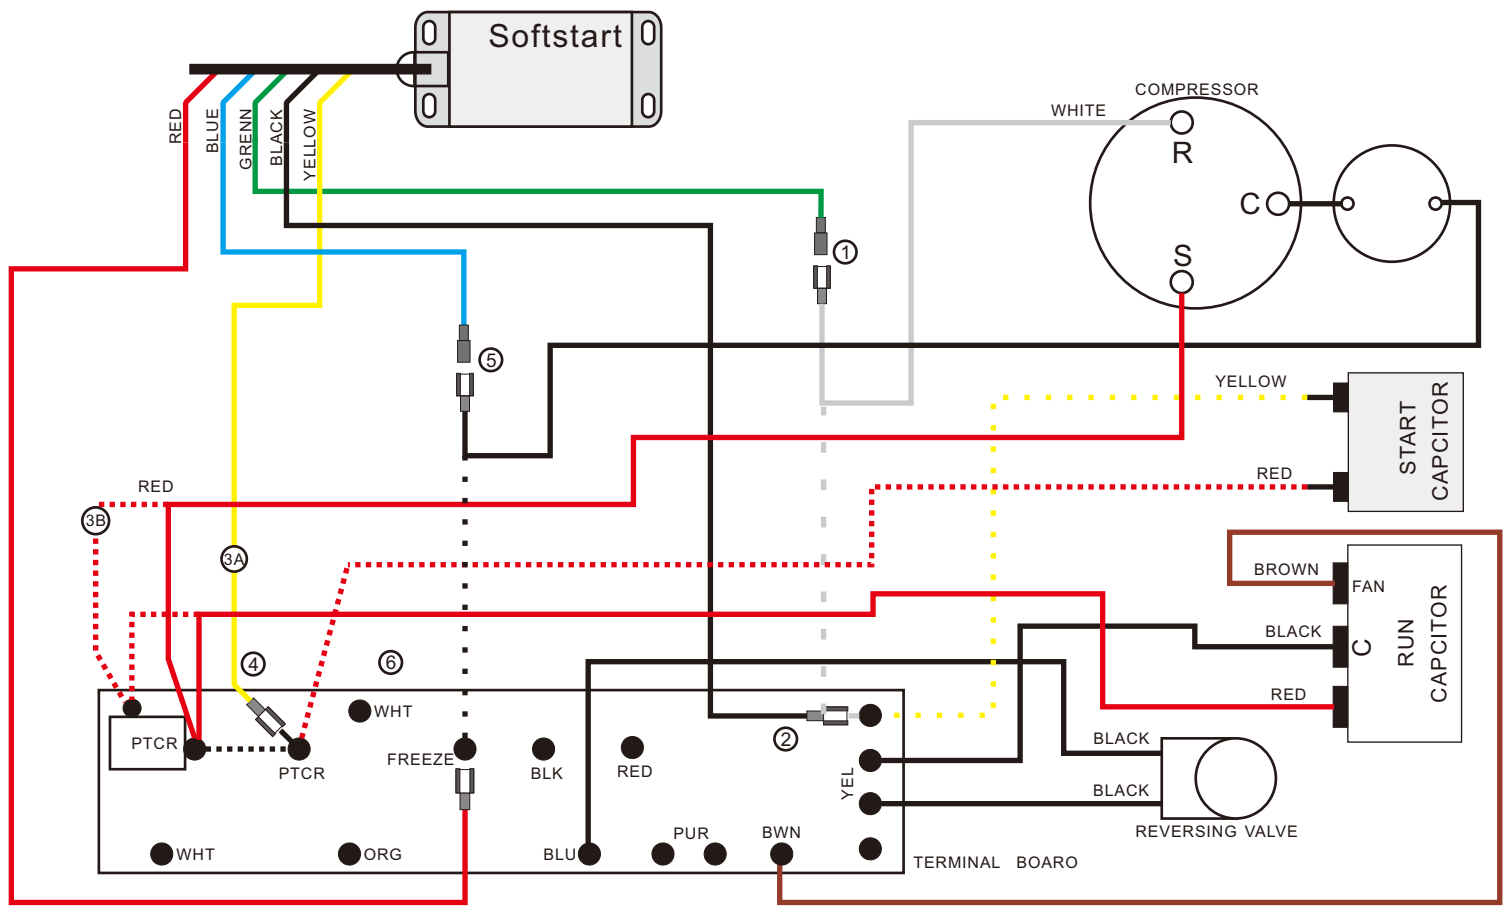 Softstart
COMPRESSOR
WHITE
R
C
S
RED
BLUE
GRENN
BLACK
YELLOW
1
5
YELLOW
START
CAPCITOR
RED
RED
3B
3A
BROWN
FAN
BLACK
C
RUN
CAPCITOR
RED
4
6
WHT
PTCR
PTCR
FREEZE
BLK
RED
2
YEL
BLACK
BLACK
REVERSING VALVE
WHT
ORG
BLU
PUR
BWN
TERMINAL BOARO